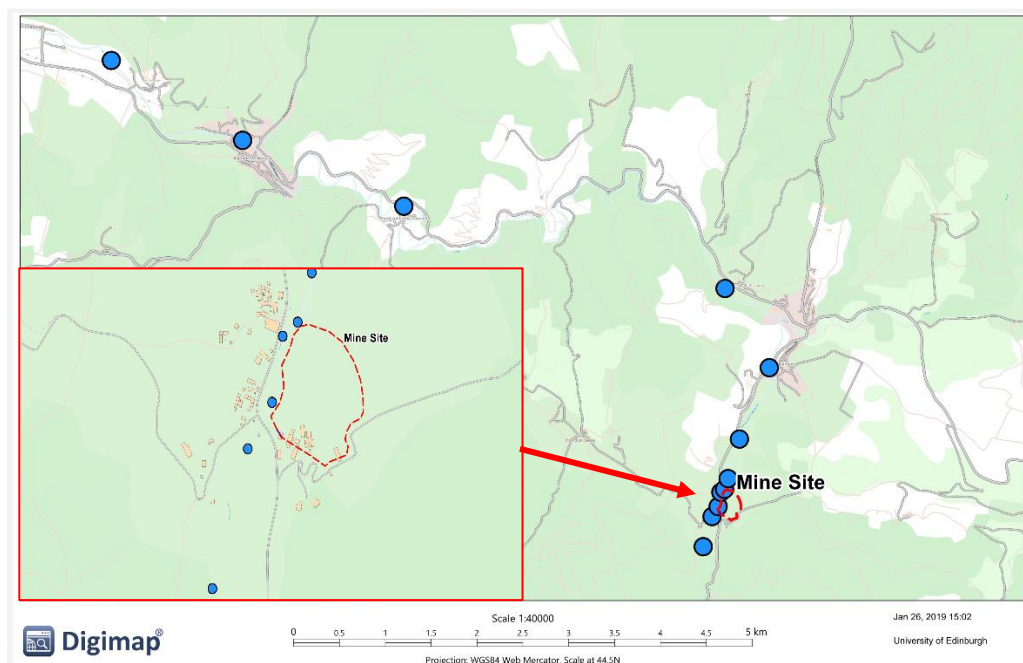 Mine Site
Mine Site
Digimap®
Scale 1:40000
0 0.5 1 1.5 2 2.5 3 3.5 4 4.5 5 km
Projection: WGS84 Web Mercator. Scale at 44.5N
Jan 26, 2019 15:02
University of Edinburgh